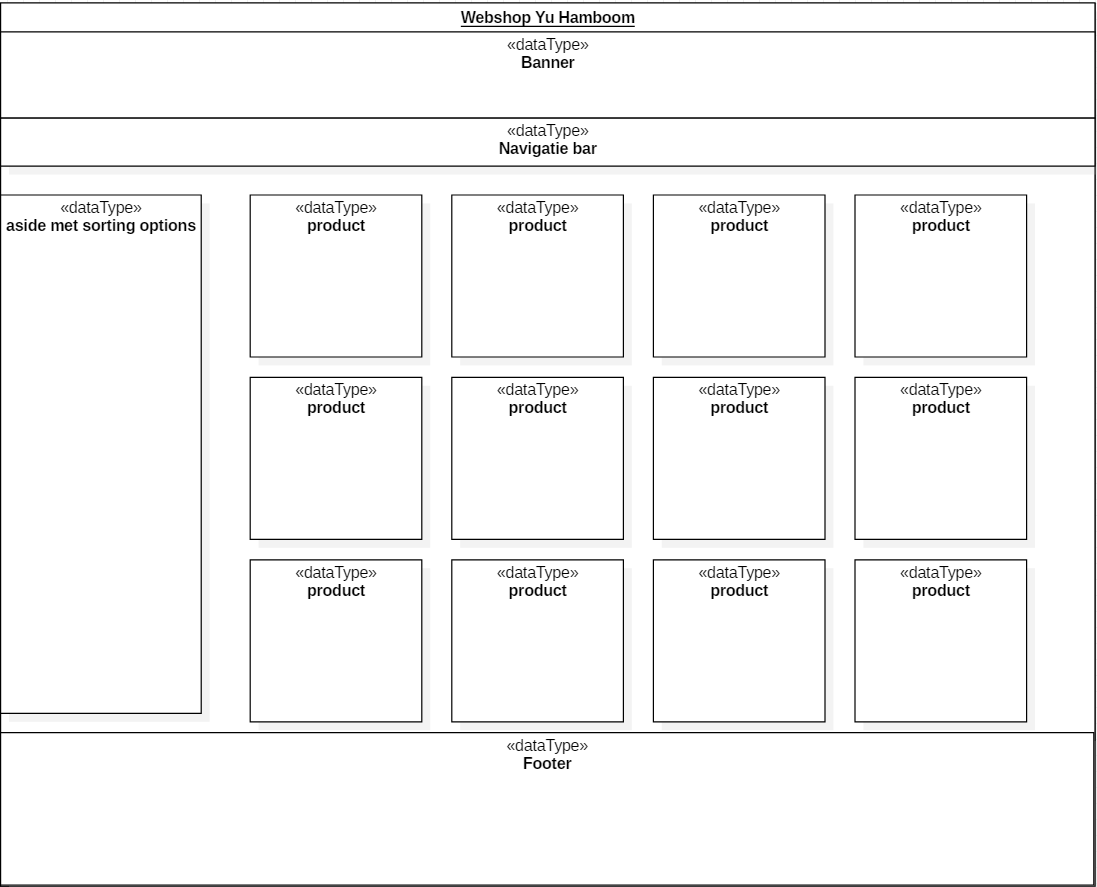 Webshop Yu Hamboom
«dataType»
Banner
«dataType»
Navigatie bar
«dataType»
aside met sorting options
«dataType»
product
«dataType»
product
«dataType»
product
«dataType»
product
«dataType»
product
«dataType»
product
«dataType»
product
«dataType»
product
«dataType»
product
«dataType»
product
«dataType»
product
«dataType»
product
«dataType»
Footer